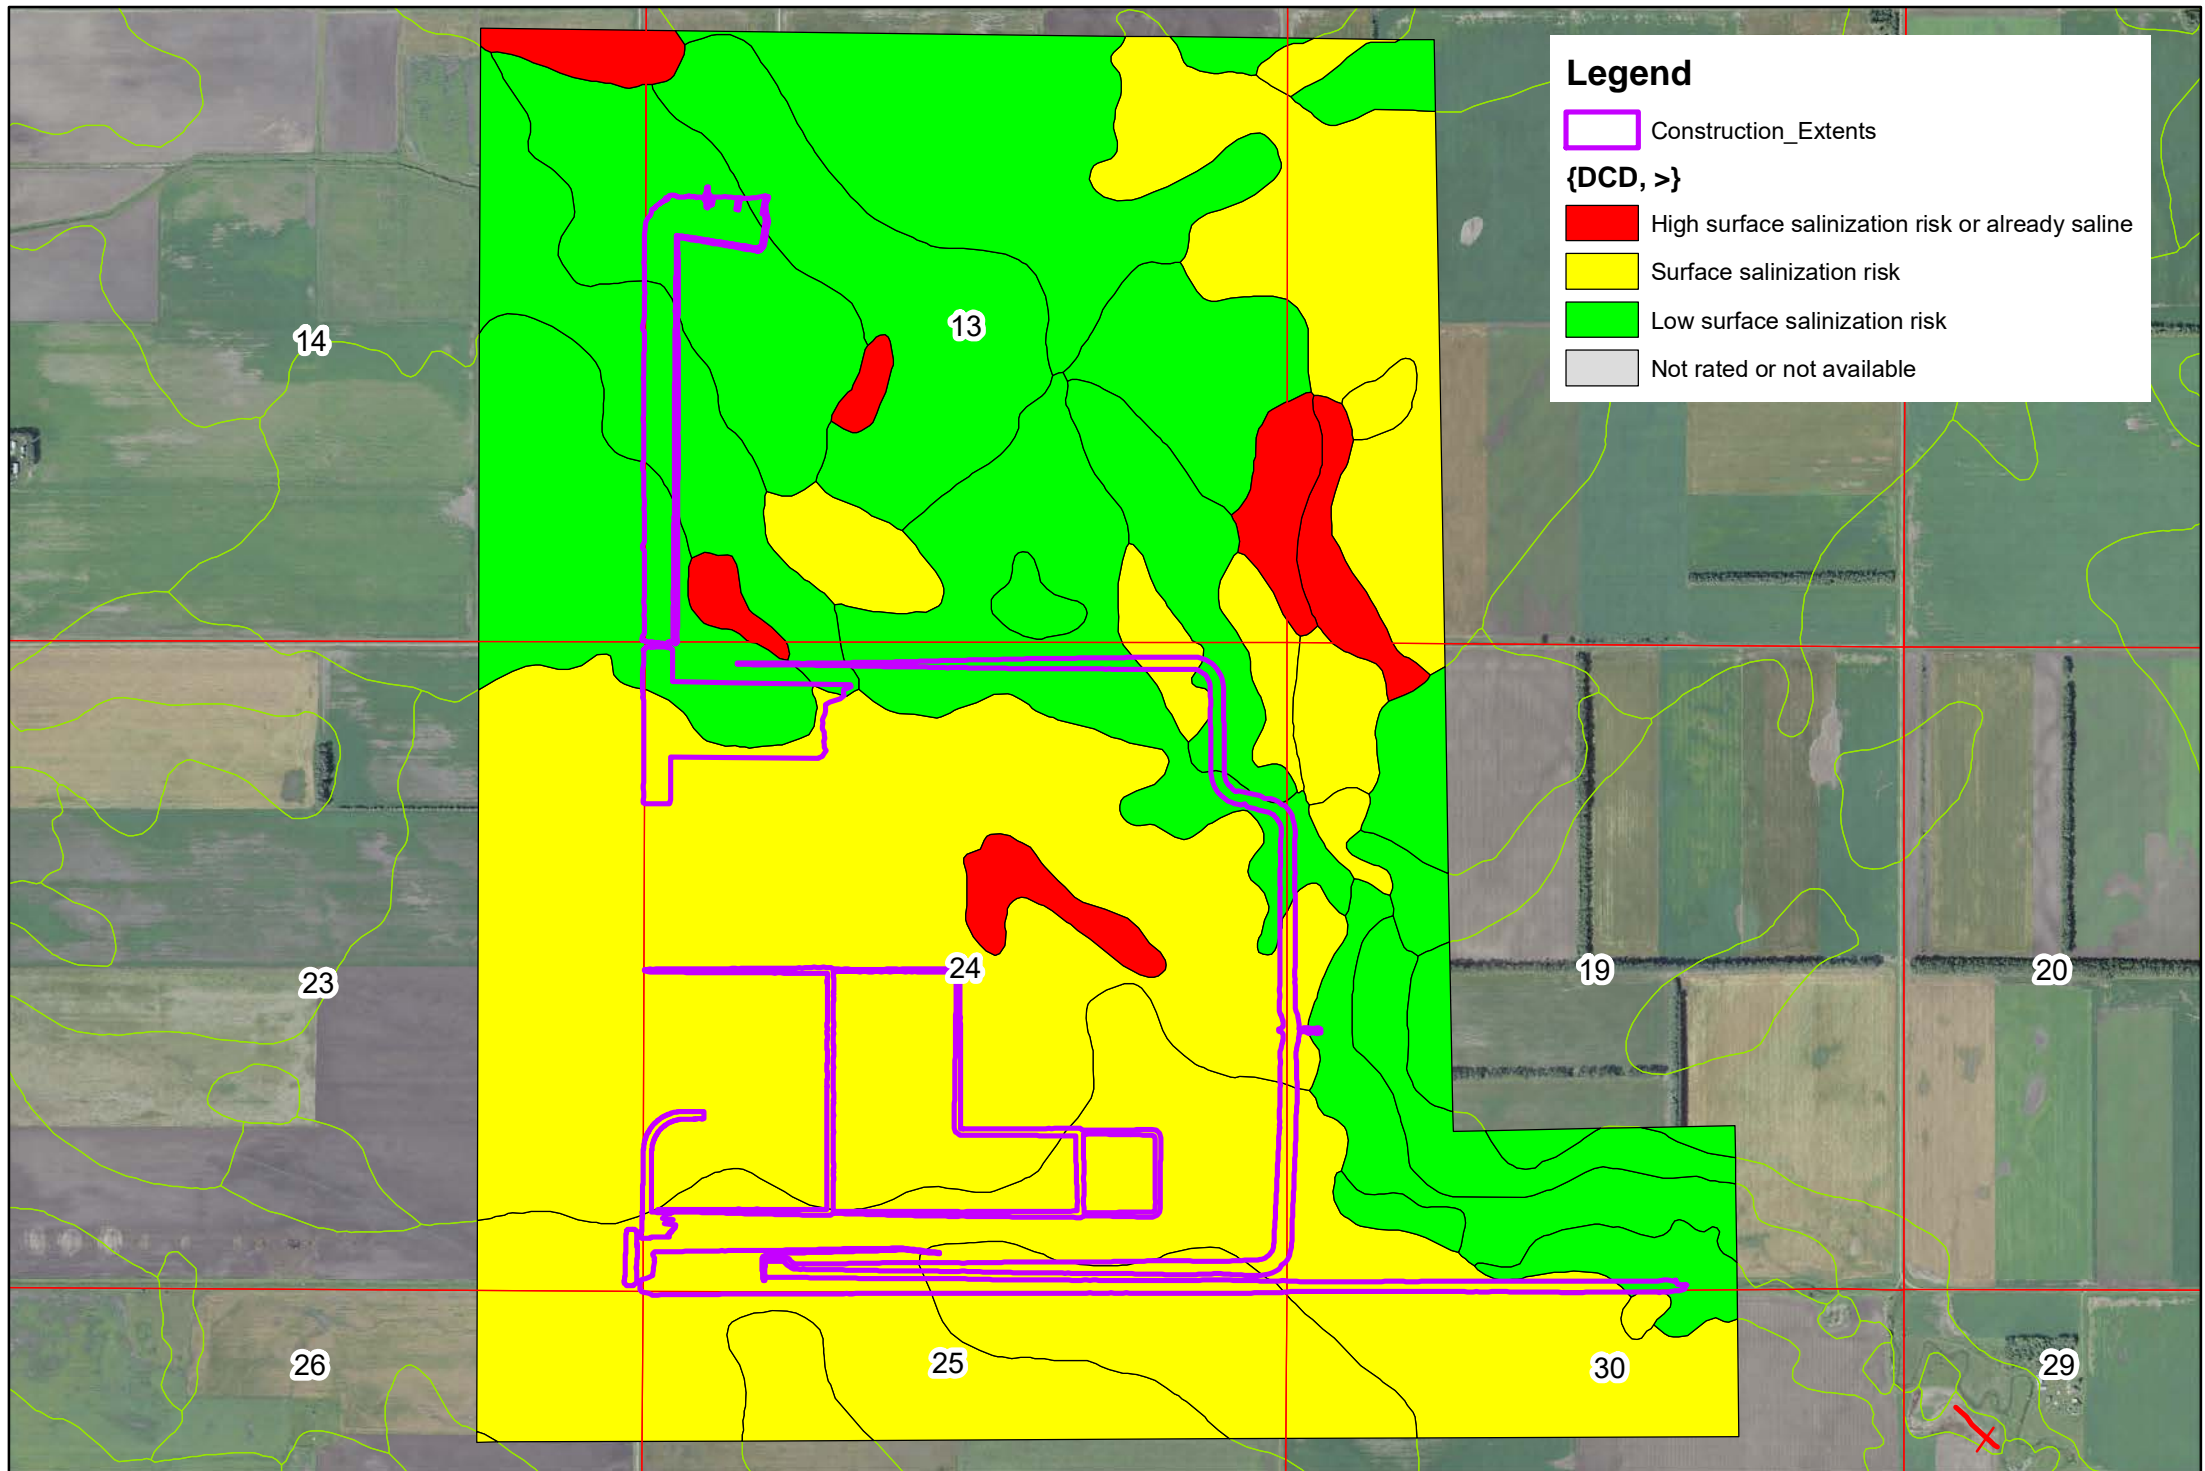 Legend
Construction_Extents
{DCD, >}
High surface salinization risk or already saline
Surface salinization risk
Low surface salinization risk
Not rated or not available
14
13
23
24
19
20
26
25
30
29